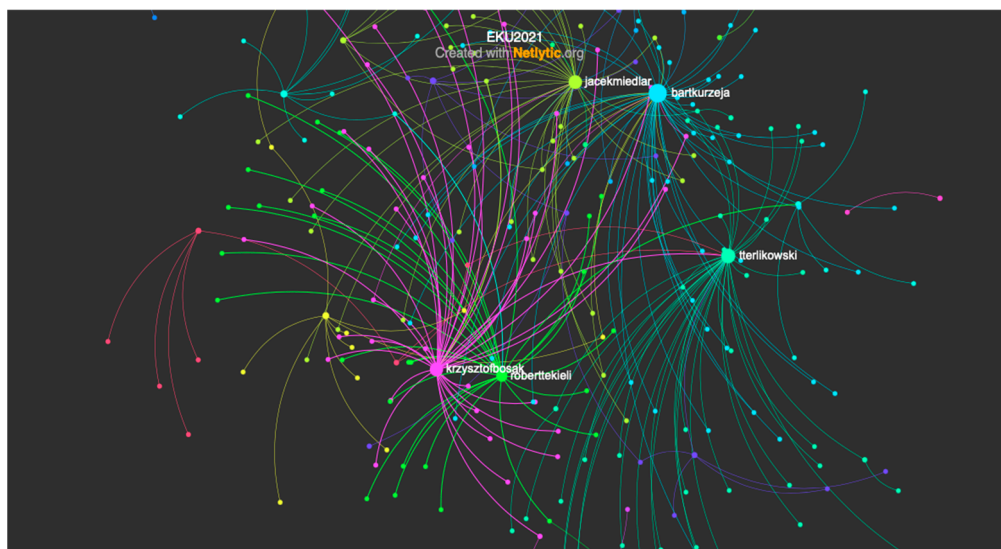 EKU2021
Created with Netlytic.org
jacekmiedlar
bartkurzeja
tterlikowski
krzysztofbosak
roberttekieli